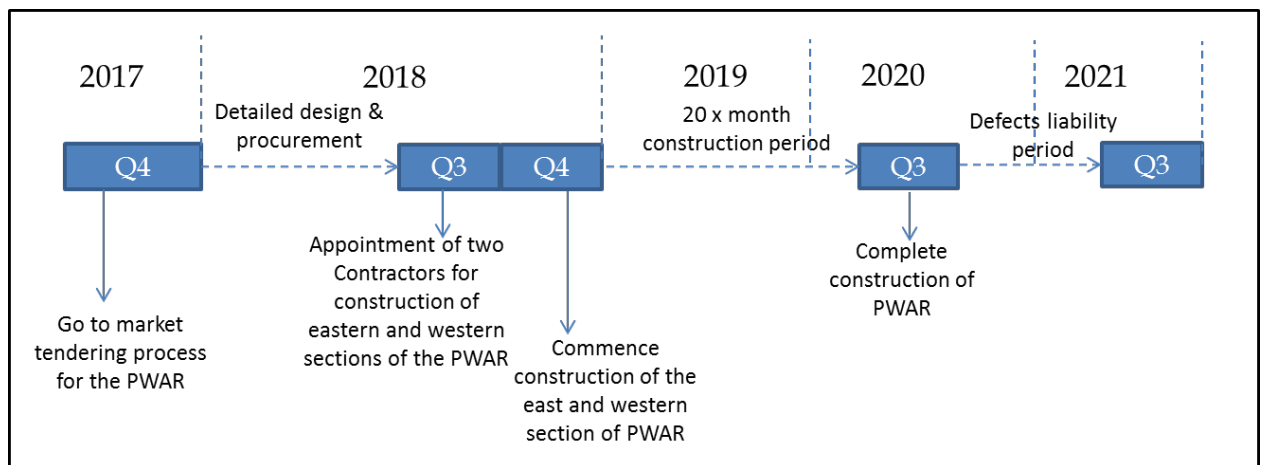 2017
2018
2019
2020
2021
Detailed design &
procurement
20 x month
construction period
Defects liability
period
Q4
Q3
Q4
Q3
Q3
Go to market
tendering process
for the PWAR
Appointment of two
Contractors for
construction of
eastern and western
sections of the PWAR
Commence
construction of the
east and western
section of PWAR
Complete
construction of
PWAR